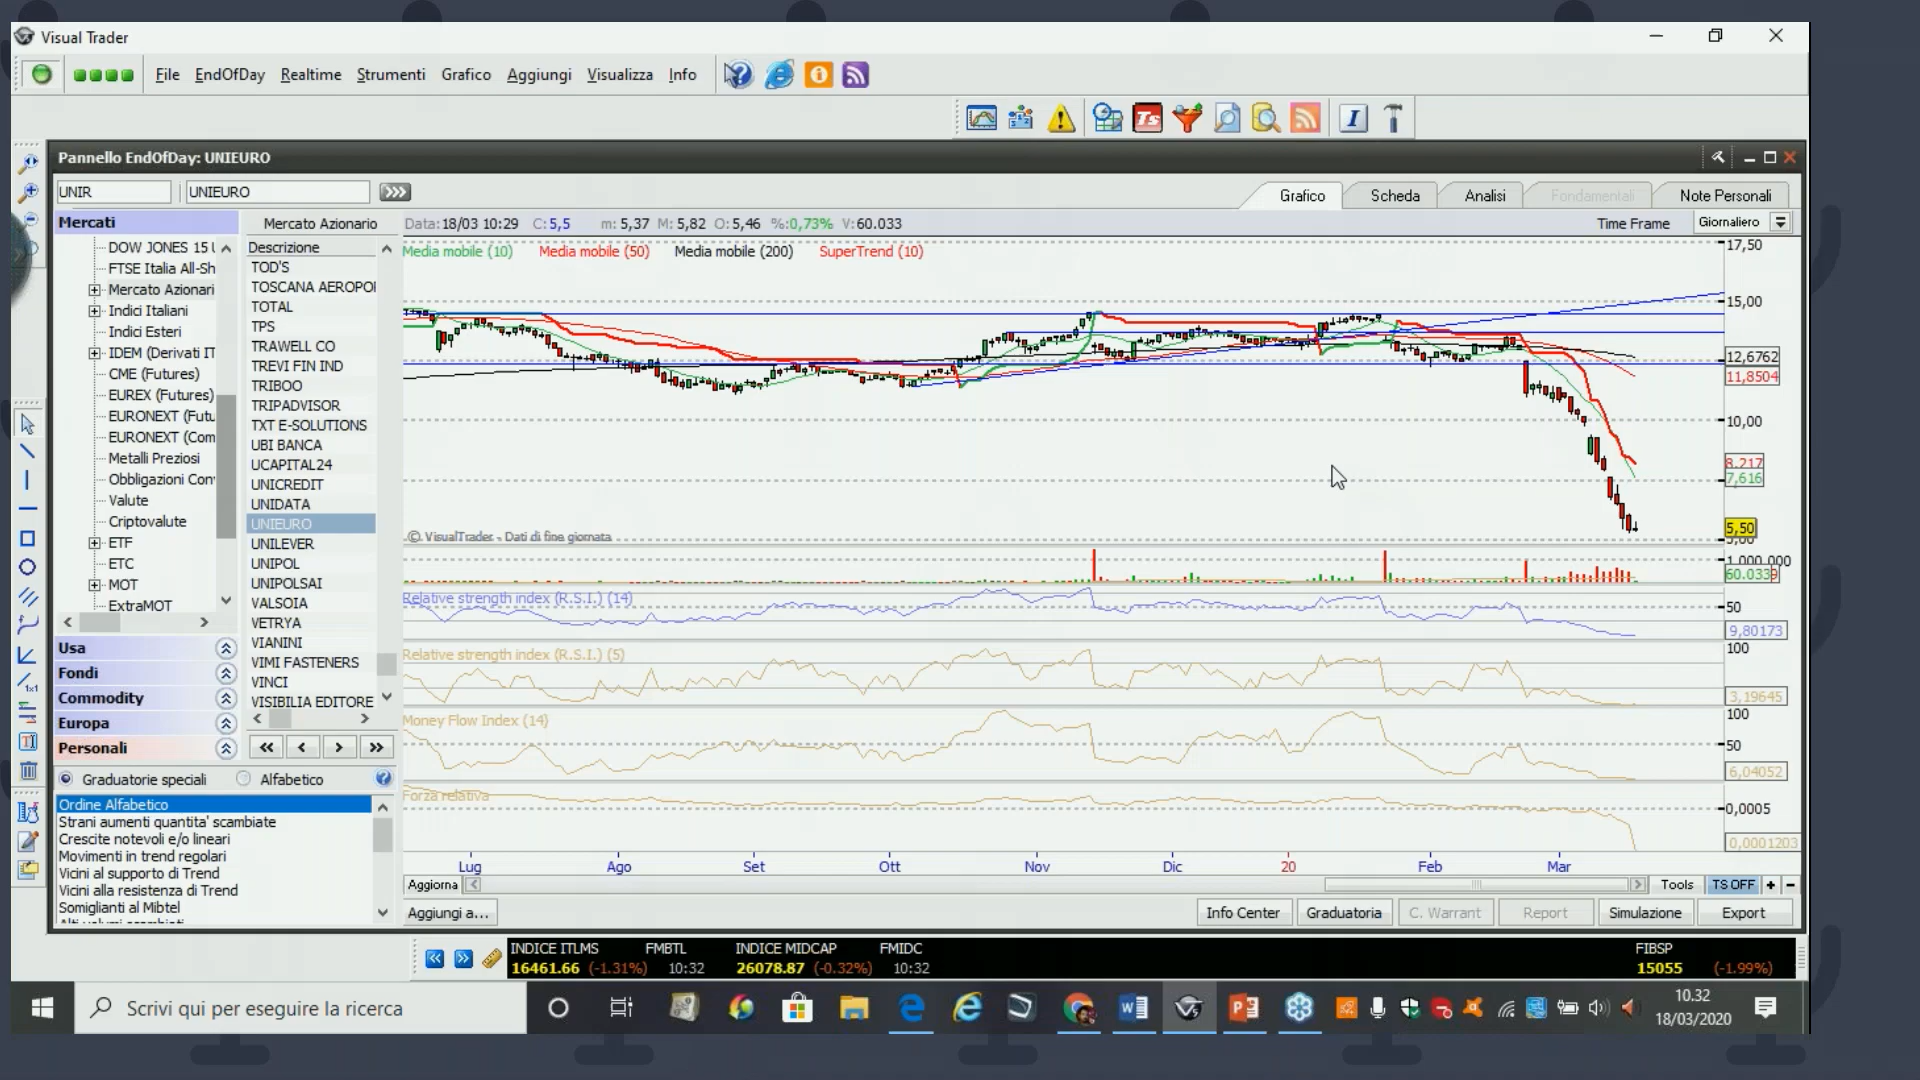 Visual Trader
File EndOfDay Realtime Strumenti Grafico Aggiungi Visualizza Info
Pannello EndOfDay: UNIEURO
UNIR UNIEURO >>>
Grafico Scheda Analisi Fondamentali Note Personali
Mercati
Mercato Azionario
Data:18/03 10:29 C:5,5 m: 5,37 M: 5,82 O: 5,46 %:0,73% V:60.033
Time Frame Giornaliero
DOW JONES 15 
FTSE Italia All-Sh
Mercato Azionari
Indici Italiani
Indici Esteri
IDEM (Derivati IT
CME (Futures)
EUREX (Futures)
EURONEXT (Futu
EURONEXT (Com
Metalli Preziosi
Obbligazioni Con
Valute
Criptovalute
ETF
ETC
MOT
ExtraMOT
Usa
Fondi
Commodity
Europa
Personali
Descrizione
TOD'S
TOSCANA AEROPO
TOTAL
TPS
TRAWELL CO
TREVI FIN IND
TRIBOO
TRIPADVISOR
TXT E-SOLUTIONS
UBI BANCA
UCAPITAL24
UNICREDIT
UNIDATA
UNIEURO
UNILEVER
UNIPOL
UNIPOLSAI
VALSOIA
VETRYA
VIANINI
VIMI FASTENERS
VINCI
VISIBILIA EDITORE
Graduatorie speciali Alfabetico
Ordine Alfabetico
Strani aumenti quantita' scambiate
Crescite notevoli e/o lineari
Movimenti in trend regolari
Vicini al supporto di Trend
Vicini alla resistenza di Trend
Somiglianti al Mibtel
Media mobile (10) Media mobile (50) Media mobile (200) SuperTrend (10)
17,50
15,00
12,6762
11,8504
10,00
8,217
7,616
5,50
5,00
© VisualTrader - Dati di fine giornata
1.000.000
60.033
Relative strength index (R.S.I.) (14)
50
9,80173
Relative strength index (R.S.I.) (5)
100
3,19645
Money Flow Index (14)
100
50
6,04052
Forza relativa
0,0005
0,0001203
Lug Ago Set Ott Nov Dic 20 Feb Mar
Aggiorna Tools TS OFF + -
Aggiungi a... Info Center Graduatoria C. Warrant Report Simulazione Export
INDICE ITLMS FMBTL INDICE MIDCAP FMIDC FIBSP
16461.66 (-1.31%) 10:32 26078.87 (-0.32%) 10:32 15055 (-1.99%)
Scrivi qui per eseguire la ricerca
10.32
18/03/2020